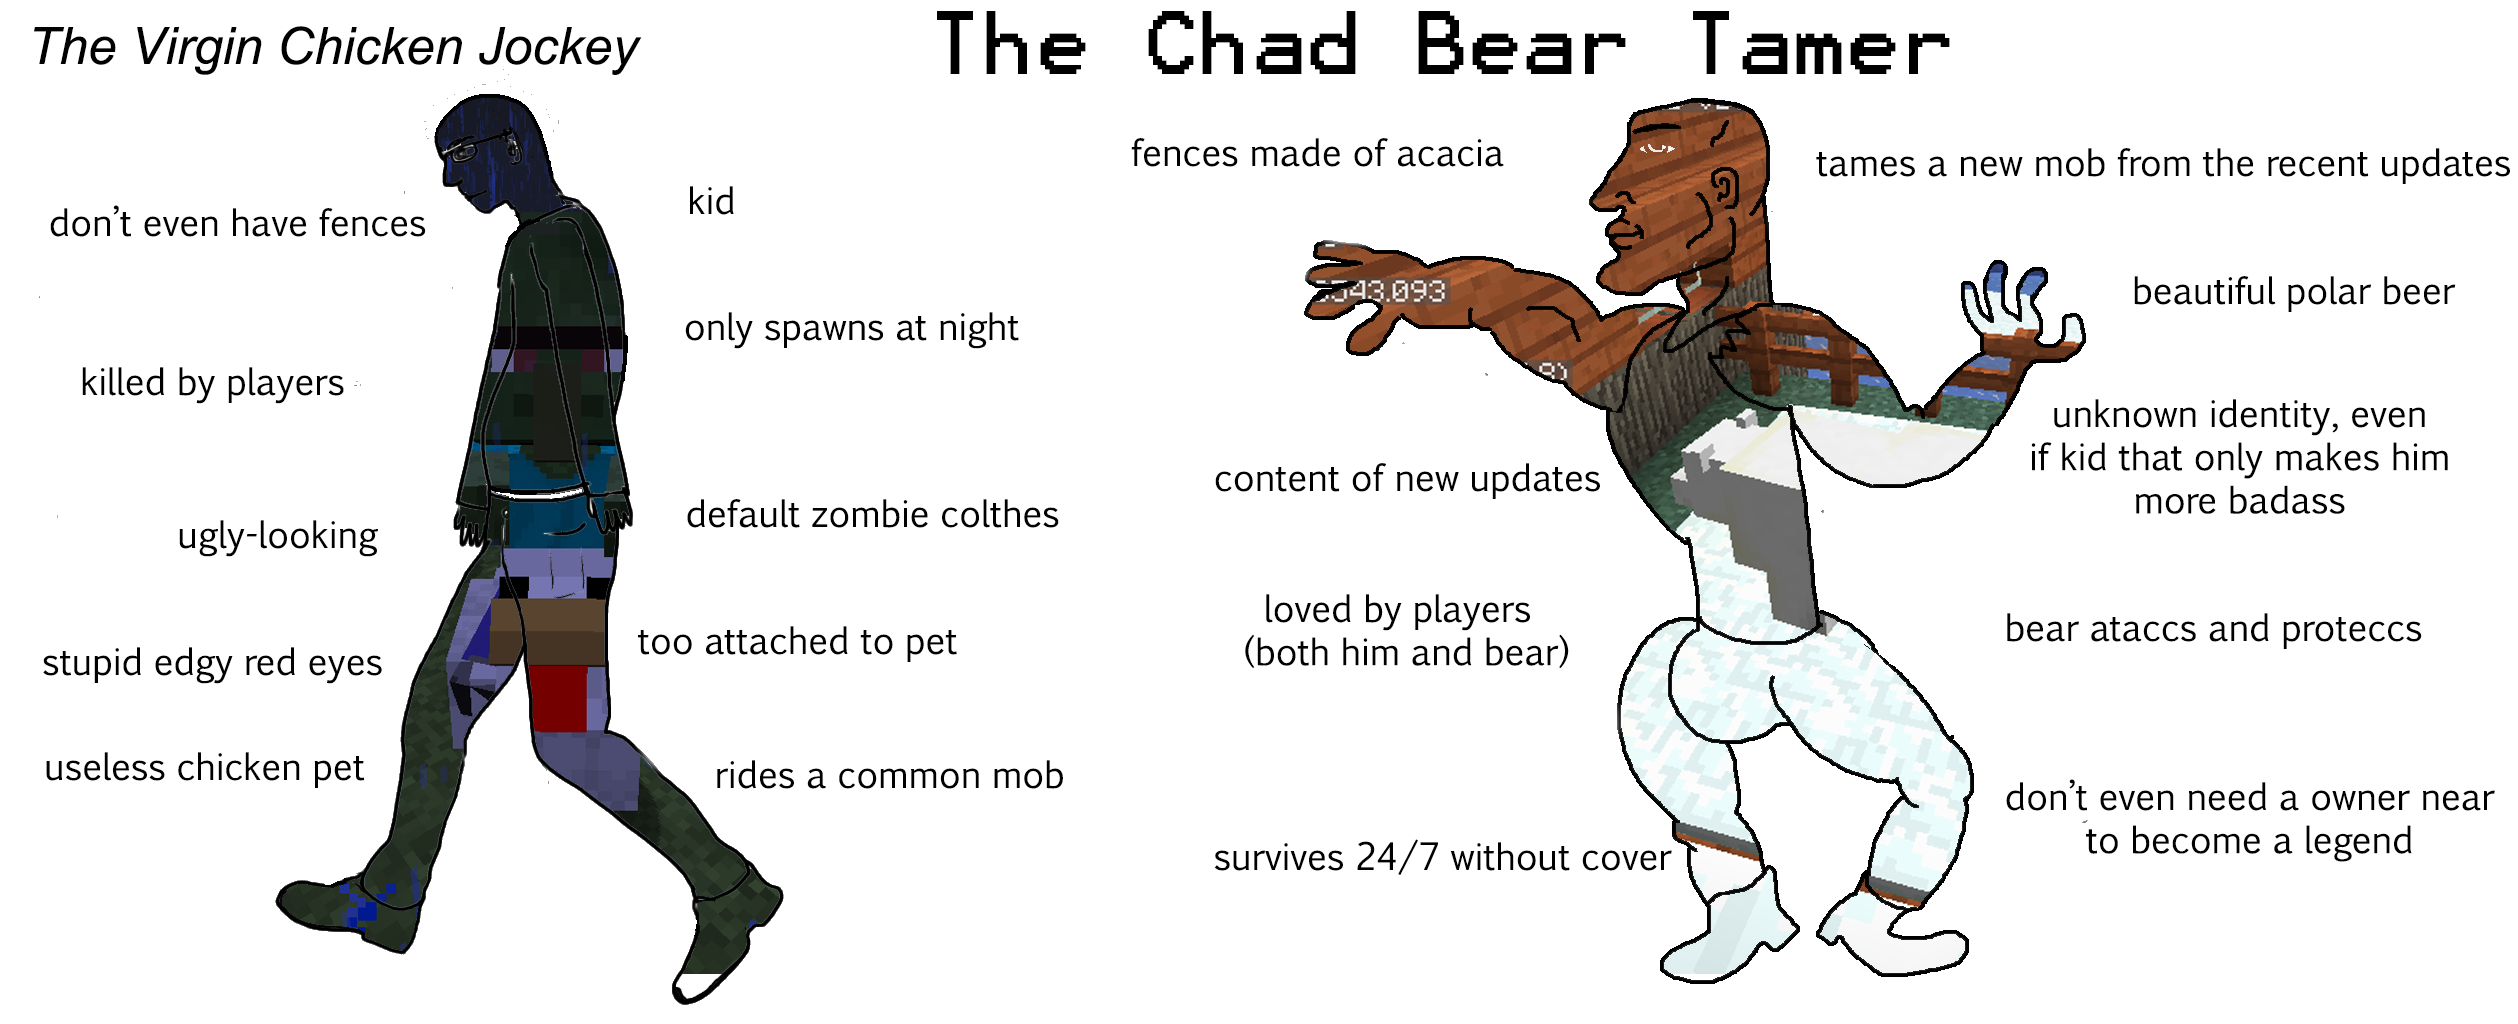 The Virgin Chicken Jockey
don't even have fences
kid
only spawns at night
killed by players
ugly-looking
default zombie colthes
stupid edgy red eyes
too attached to pet
useless chicken pet
rides a common mob
The Chad Bear Tamer
fences made of acacia
tames a new mob from the recent updates
beautiful polar beer
543.093
unknown identity, even
if kid that only makes him
more badass
content of new updates
loved by players
(both him and bear)
bear ataccs and proteccs
don't even need a owner near
to become a legend
survives 24/7 without cover